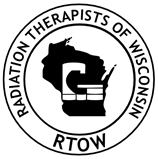 RADIATION THERAPISTS OF WISCONSIN
RTOW